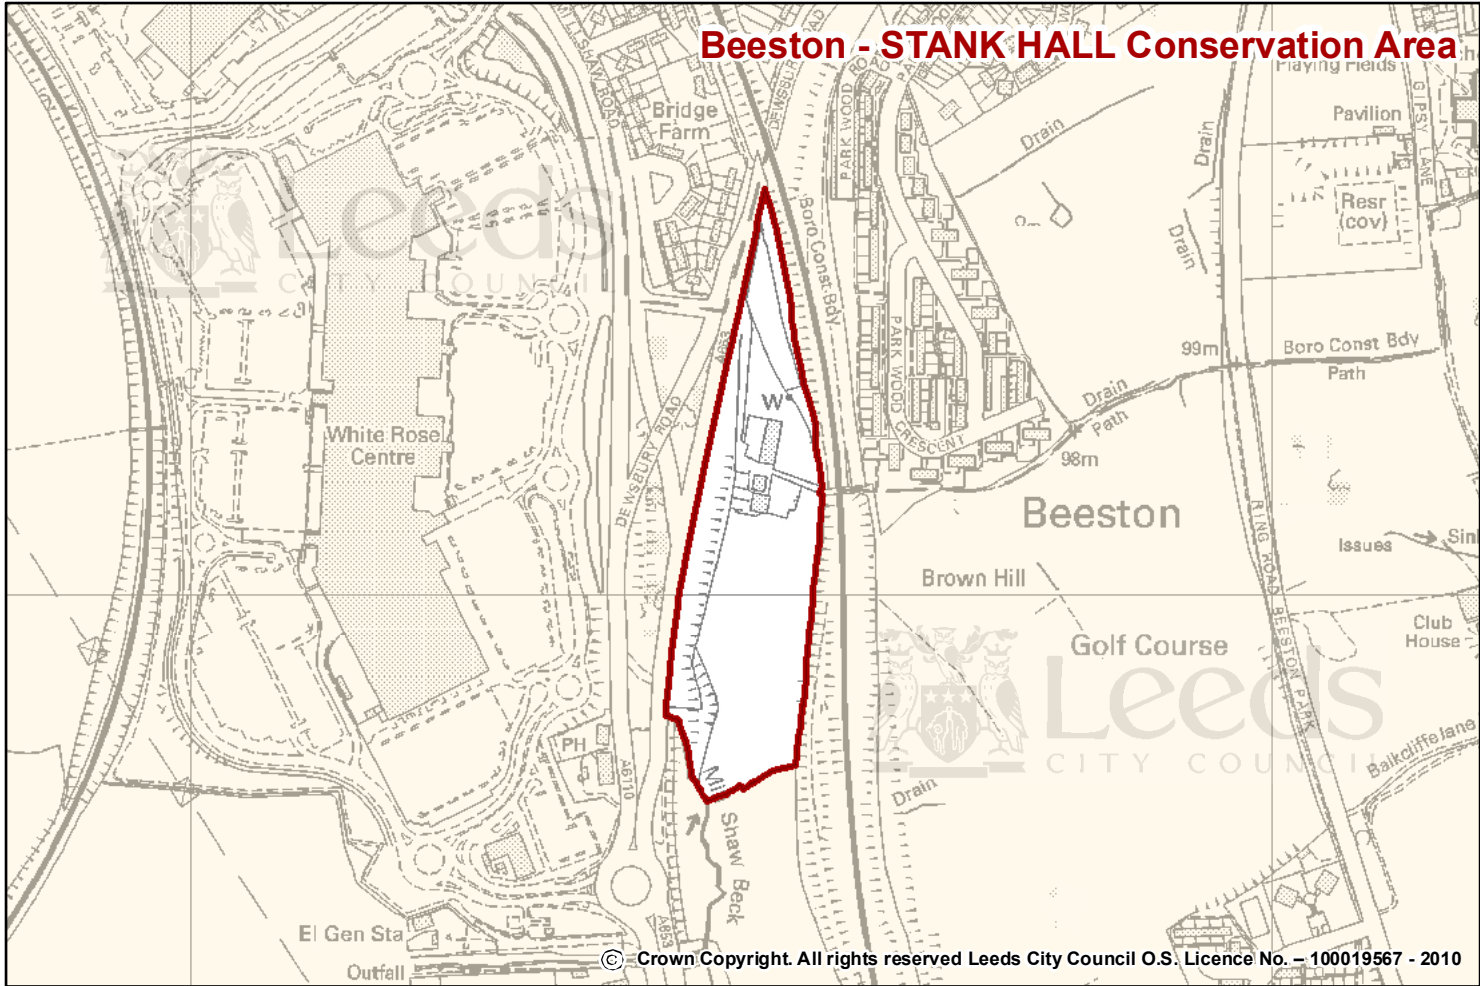 Beeston - STANK HALL Conservation Area
Playing Fields
Bridge
Farm
DEWSBURY ROAD
PARK WOOD
ROAD
Drain
Drain
Pavilion
GIPSY LANE
Resr
(cov)
Leeds
CITY COUNCIL
Boro Const Bdy
Drain
A653
PARK WOOD CRESCENT
99m
Boro Const Bdy
Path
Drain
Path
W
White Rose
Centre
DEWSBURY ROAD
98m
Beeston
Issues
Brown Hill
RING ROAD BEESTON PARK
Club
House
Golf Course
Leeds
CITY COUNCIL
PH
A6110
Drain
Shaw Beck
A653
El Gen Sta
Outfall
© Crown Copyright. All rights reserved Leeds City Council O.S. Licence No. – 100019567 - 2010